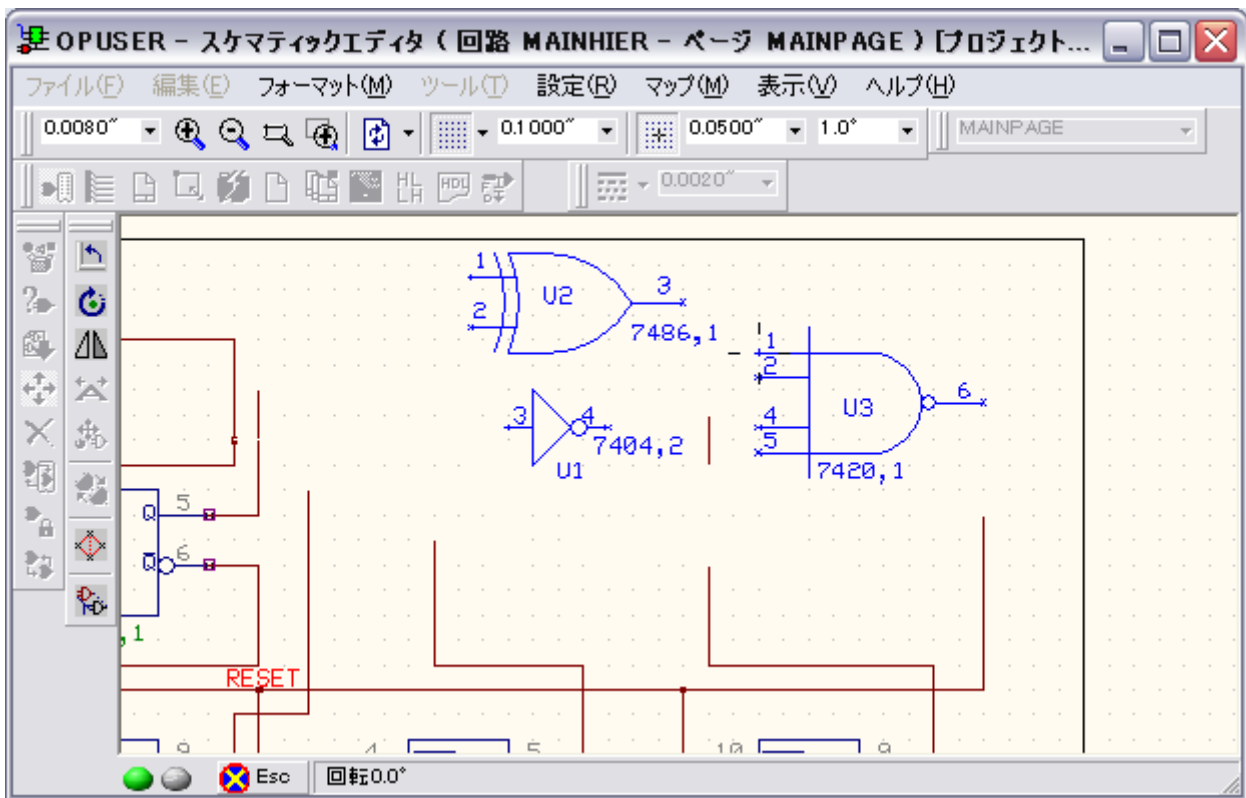 OPUSER - スケマティックエディタ ( 回路 MAINHIER - ページ MAINPAGE ) [プロジェクト...
ファイル(F) 編集(E) フォーマット(M) ツール(T) 設定(R) マップ(M) 表示(V) ヘルプ(H)
0.0080" 0.1000" 0.0500" 1.0° MAINPAGE
HL LH HDL 0.0020"
1 U2 3
2 7486,1
1
2
3 4 U3 6
7404,2 4
U1 5
7420,1
Q 5
Q 6
,1
RESET
9 4 5 10 9
Esc 回転0.0°